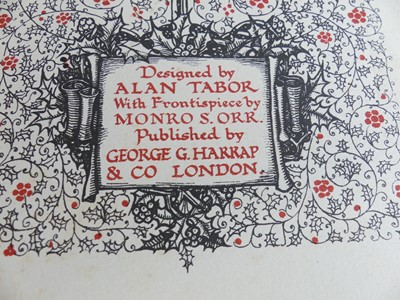 Designed by
ALAN TABOR
With Frontispiece by
MONRO S. ORR.
Published by
GEORGE G. HARRAP
& CO LONDON.